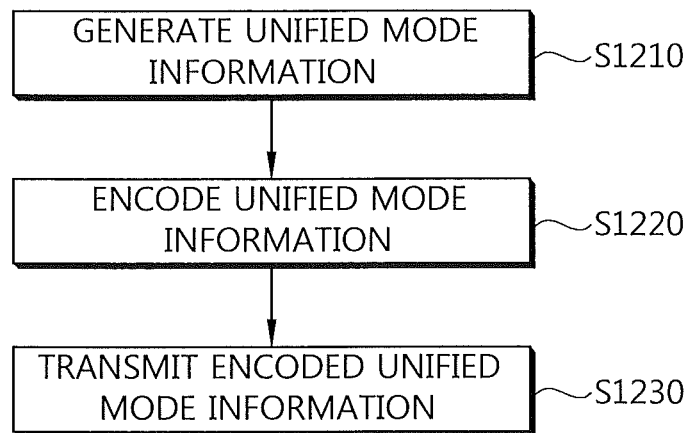 GENERATE UNIFIED MODE
INFORMATION
S1210
ENCODE UNIFIED MODE
INFORMATION
S1220
TRANSMIT ENCODED UNIFIED
MODE INFORMATION
S1230